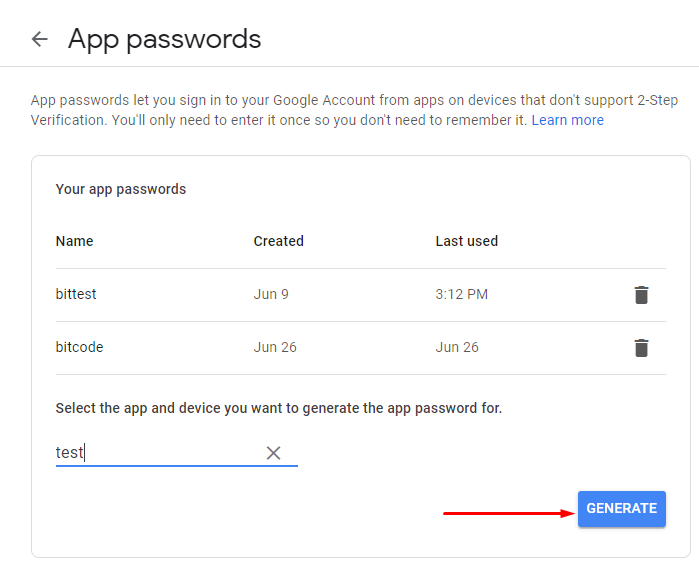 App passwords
App passwords let you sign in to your Google Account from apps on devices that don't support 2-Step
Verification. You'll only need to enter it once so you don't need to remember it. Learn more
Your app passwords
Name Created Last used
bittest Jun 9 3:12 PM
bitcode Jun 26 Jun 26
Select the app and device you want to generate the app password for.
test
GENERATE